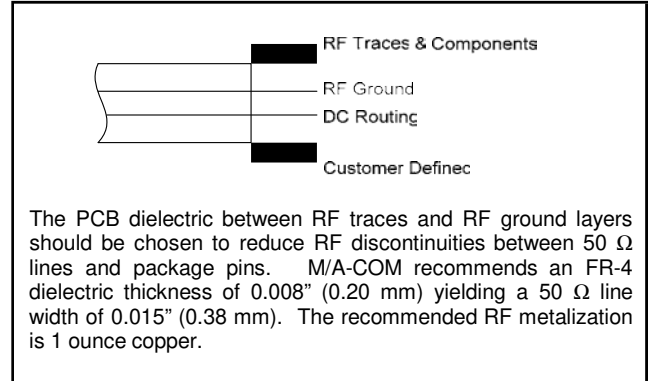 RF Traces & Components
RF Ground
DC Routing
Customer Defined
The PCB dielectric between RF traces and RF ground layers
should be chosen to reduce RF discontinuities between 50 Ω
lines and package pins. M/A-COM recommends an FR-4
dielectric thickness of 0.008” (0.20 mm) yielding a 50 Ω line
width of 0.015” (0.38 mm). The recommended RF metalization
is 1 ounce copper.